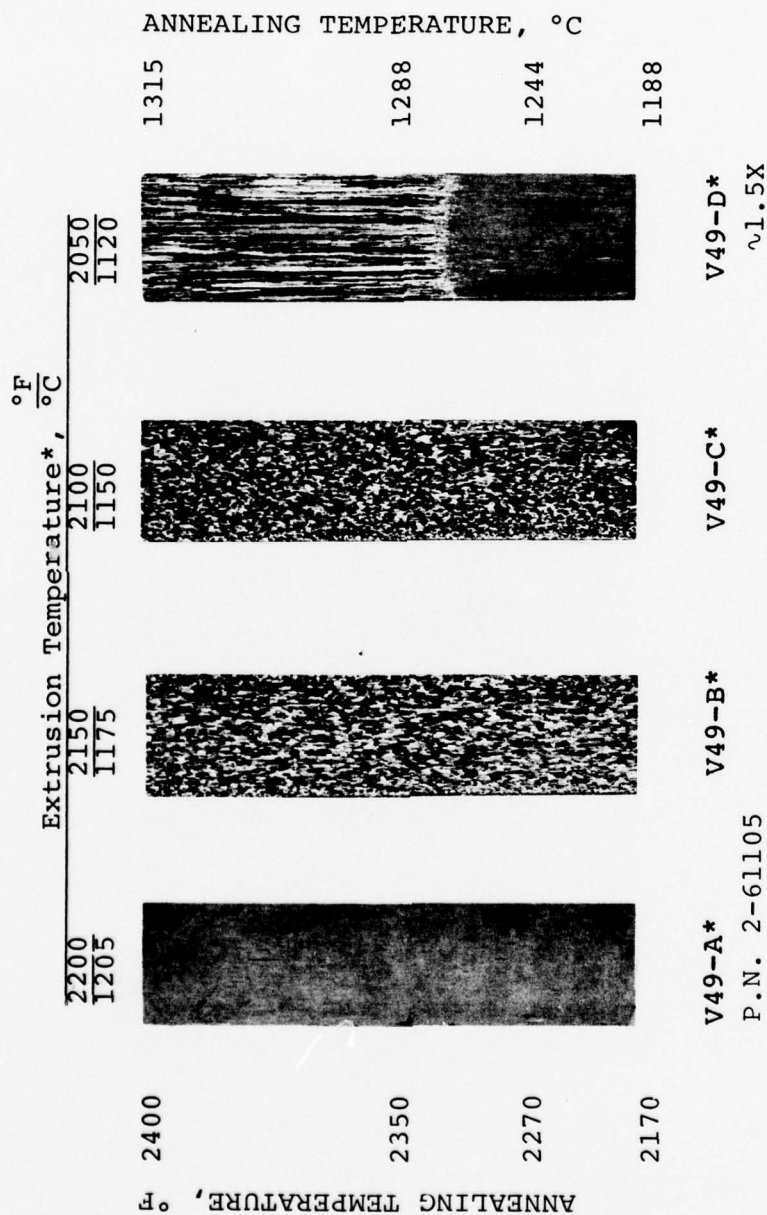 Extrusion Temperature*, °F/°C
2200 2150 2100 2050
1205 1175 1150 1120
ANNEALING TEMPERATURE, °F
2400
2350
2270
2170
ANNEALING TEMPERATURE, °C
1315
1288
1244
1188
V49-A* V49-B* V49-C* V49-D*
P.N. 2-61105 ~1.5X